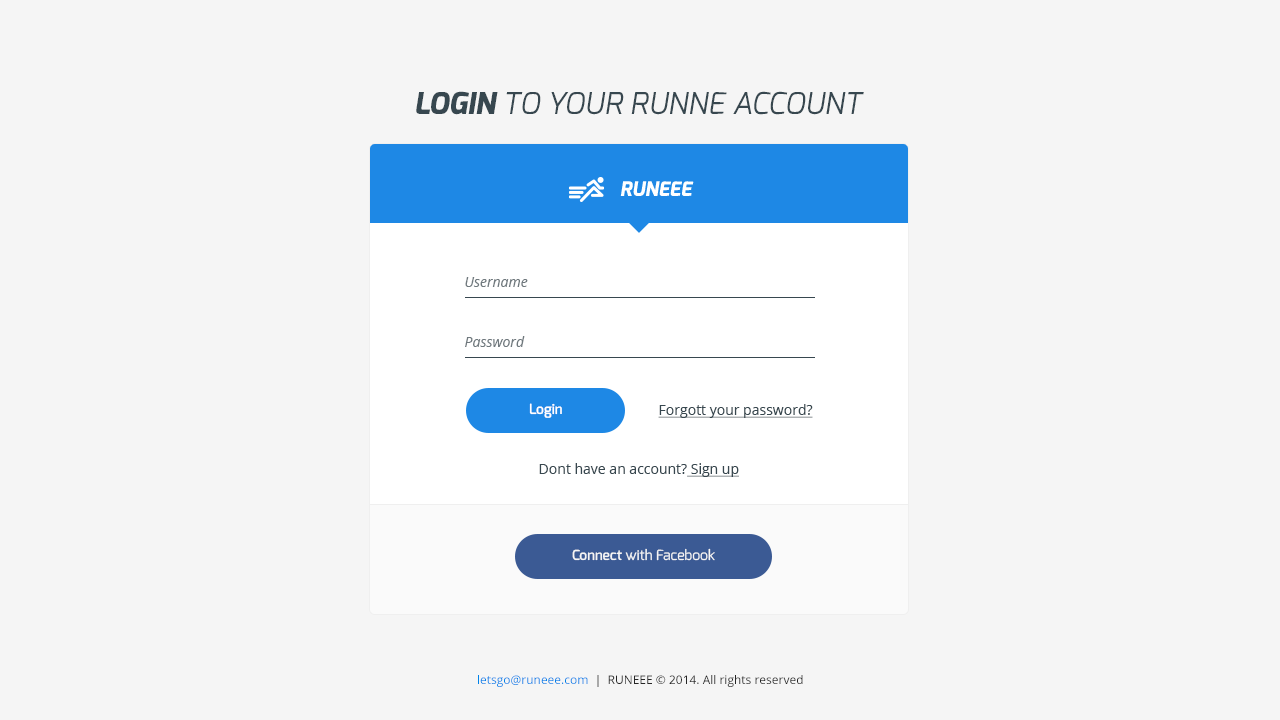 LOGIN TO YOUR RUNNE ACCOUNT
RUNEEE
Username
Password
Login
Forgott your password?
Dont have an account? Sign up
Connect with Facebook
letsgo@runeee.com | RUNEEE © 2014. All rights reserved